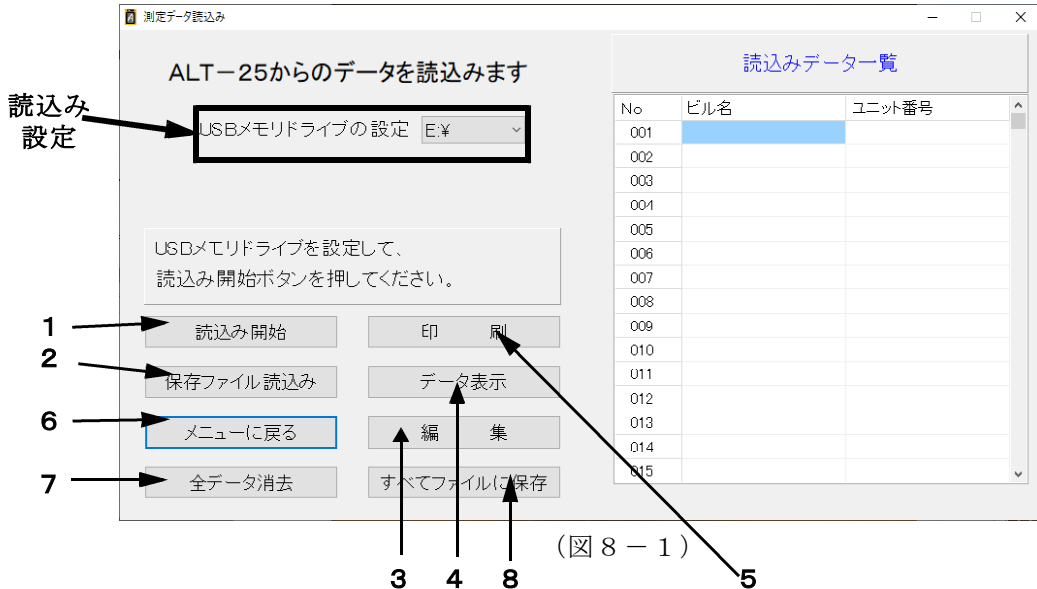 測定データ読込み
ALT－25からのデータを読込みます
読込み
設定
USBメモリドライブの設定 E:¥
読込みデータ一覧
No ビル名 ユニット番号
001
002
003
004
005
006
007
008
009
010
011
012
013
014
015
USBメモリドライブを設定して、
読込み開始ボタンを押してください。
1 読込み開始 印 刷
2 保存ファイル読込み データ表示
6 メニューに戻る 編 集
7 全データ消去 すべてファイルに保存
（図８－１）
3 4 8 5